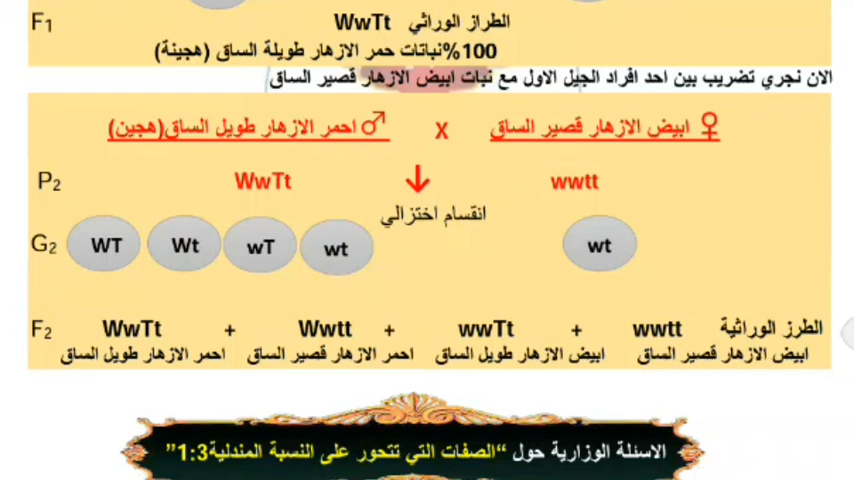 F1 الطراز الوراثي WwTt
100%نباتات حمر الازهار طويلة الساق (هجينة)
الان نجري تضريب بين احد افراد الجيل الاول مع نبات ابيض الازهار قصير الساق
♀ ابيض الازهار قصير الساق X ♂ احمر الازهار طويل الساق(هجين)
P2 WwTt ↓ wwtt
انقسام اختزالي
G2 WT Wt wT wt wt
F2 WwTt + Wwtt + wwTt + wwtt الطرز الوراثية
ابيض الازهار قصير الساق ابيض الازهار طويل الساق احمر الازهار قصير الساق احمر الازهار طويل الساق
الاسئلة الوزارية حول “الصفات التي تتحور على النسبة المندلية1:3”